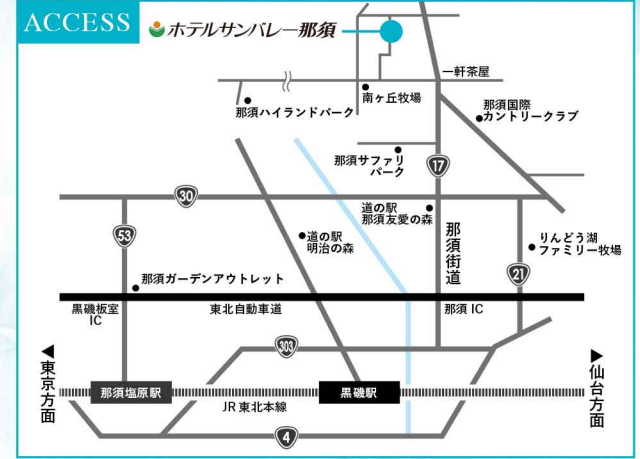 ACCESS
ホテルサンバレー那須
一軒茶屋
南ヶ丘牧場
那須ハイランドパーク
那須国際
カントリークラブ
那須サファリ
パーク
17
30
道の駅
那須友愛の森
53
道の駅
明治の森
那須街道
りんどう湖
ファミリー牧場
21
那須ガーデンアウトレット
黒磯板室
IC
東北自動車道
那須 IC
303
◀東京方面
▶仙台方面
那須塩原駅
黒磯駅
JR 東北本線
4